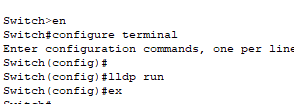 Switch>en
Switch#configure terminal
Enter configuration commands, one per line
Switch(config)#
Switch(config)#lldp run
Switch(config)#ex
Switch#